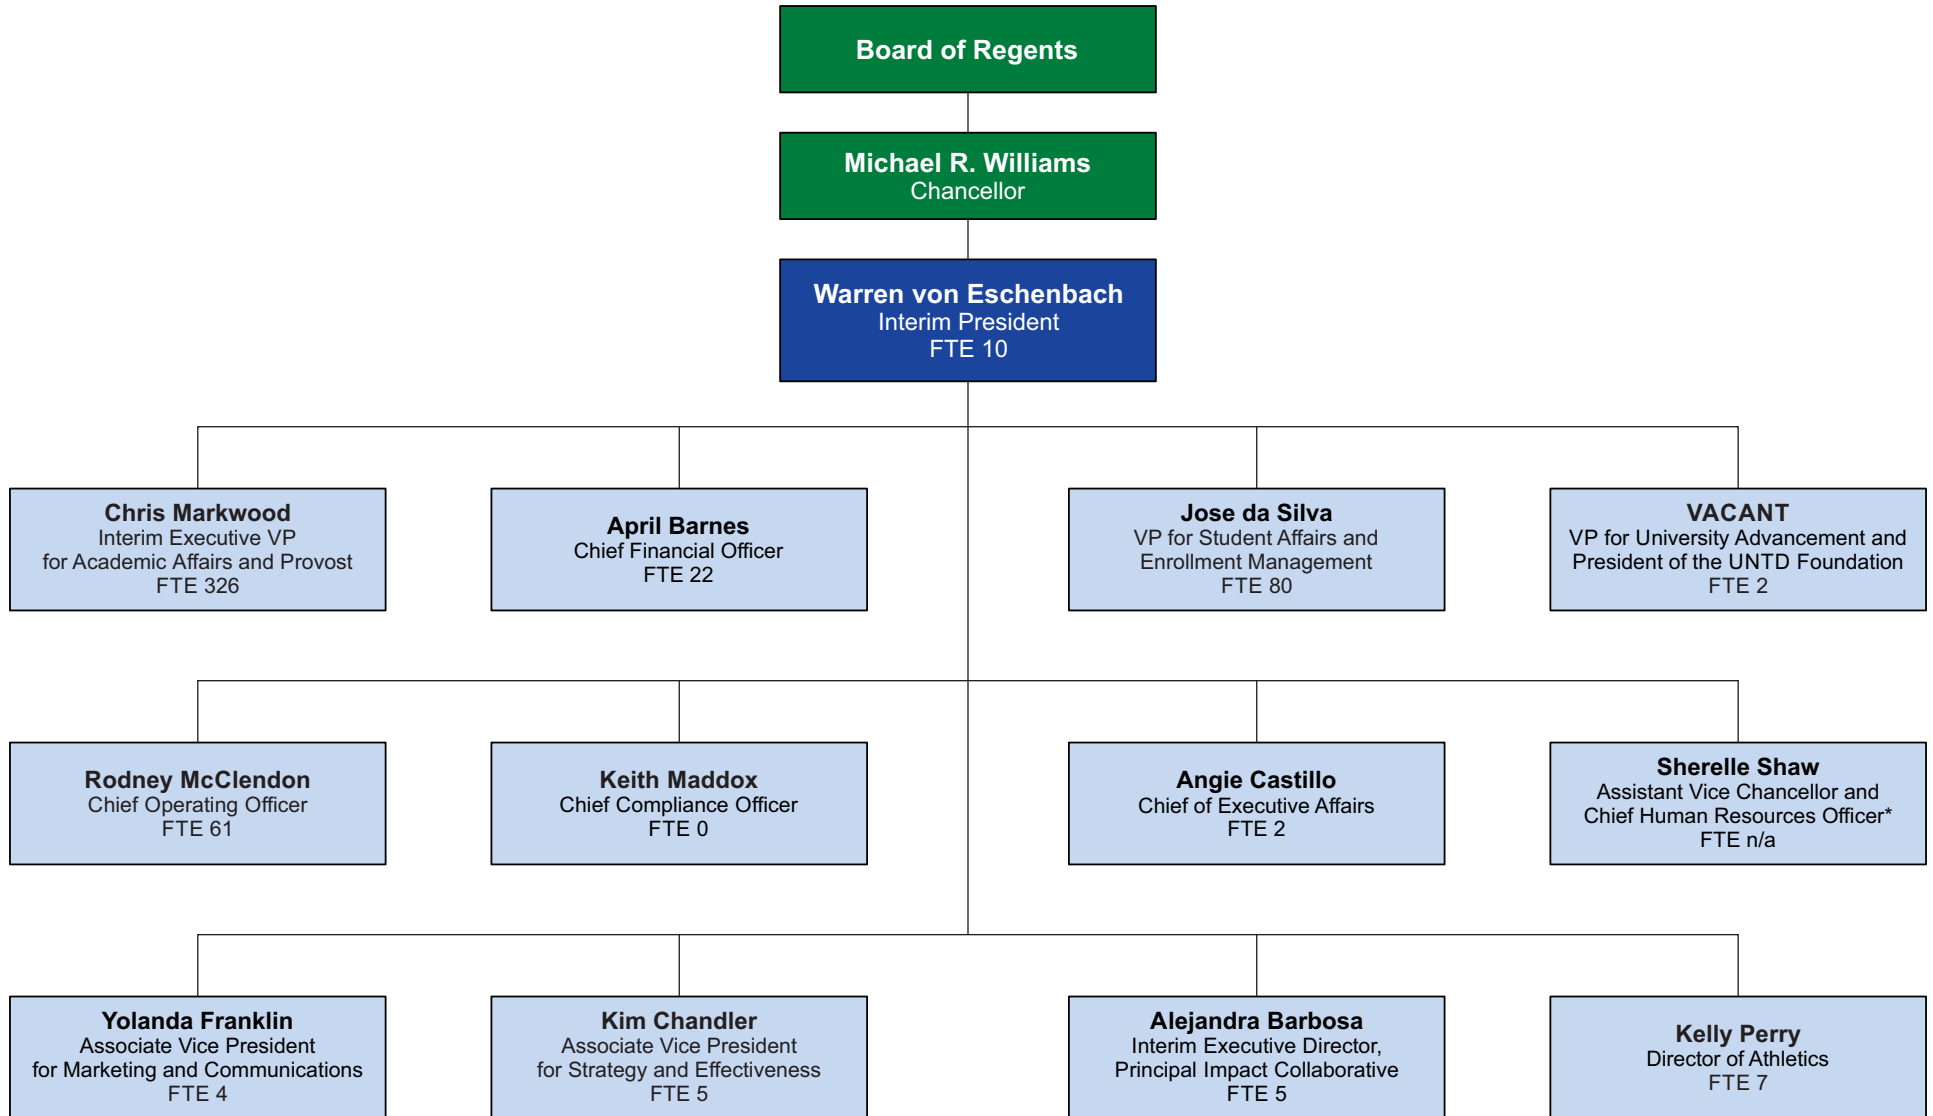 Board of Regents
Michael R. Williams
Chancellor
Warren von Eschenbach
Interim President
FTE 10
Chris Markwood
Interim Executive VP
for Academic Affairs and Provost
FTE 326
April Barnes
Chief Financial Officer
FTE 22
Jose da Silva
VP for Student Affairs and
Enrollment Management
FTE 80
VACANT
VP for University Advancement and
President of the UNTD Foundation
FTE 2
Rodney McClendon
Chief Operating Officer
FTE 61
Keith Maddox
Chief Compliance Officer
FTE 0
Angie Castillo
Chief of Executive Affairs
FTE 2
Sherelle Shaw
Assistant Vice Chancellor and
Chief Human Resources Officer*
FTE n/a
Yolanda Franklin
Associate Vice President
for Marketing and Communications
FTE 4
Kim Chandler
Associate Vice President
for Strategy and Effectiveness
FTE 5
Alejandra Barbosa
Interim Executive Director,
Principal Impact Collaborative
FTE 5
Kelly Perry
Director of Athletics
FTE 7